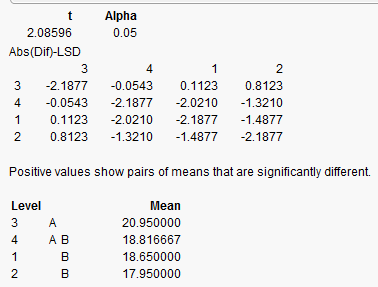 t Alpha
2.08596 0.05
Abs(Dif)-LSD
3 4 1 2
3 -2.1877 -0.0543 0.1123 0.8123
4 -0.0543 -2.1877 -2.0210 -1.3210
1 0.1123 -2.0210 -2.1877 -1.4877
2 0.8123 -1.3210 -1.4877 -2.1877
Positive values show pairs of means that are significantly different.
Level Mean
3 A 20.950000
4 A B 18.816667
1 B 18.650000
2 B 17.950000